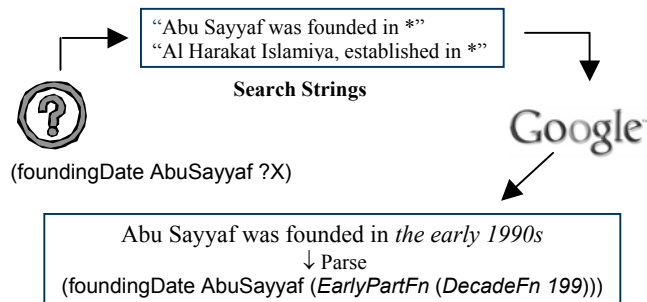 “Abu Sayyaf was founded in *”
“Al Harakat Islamiya, established in *”
Search Strings
?
Google
(foundingDate AbuSayyaf ?X)
Abu Sayyaf was founded in the early 1990s
↓ Parse
(foundingDate AbuSayyaf (EarlyPartFn (DecadeFn 199)))